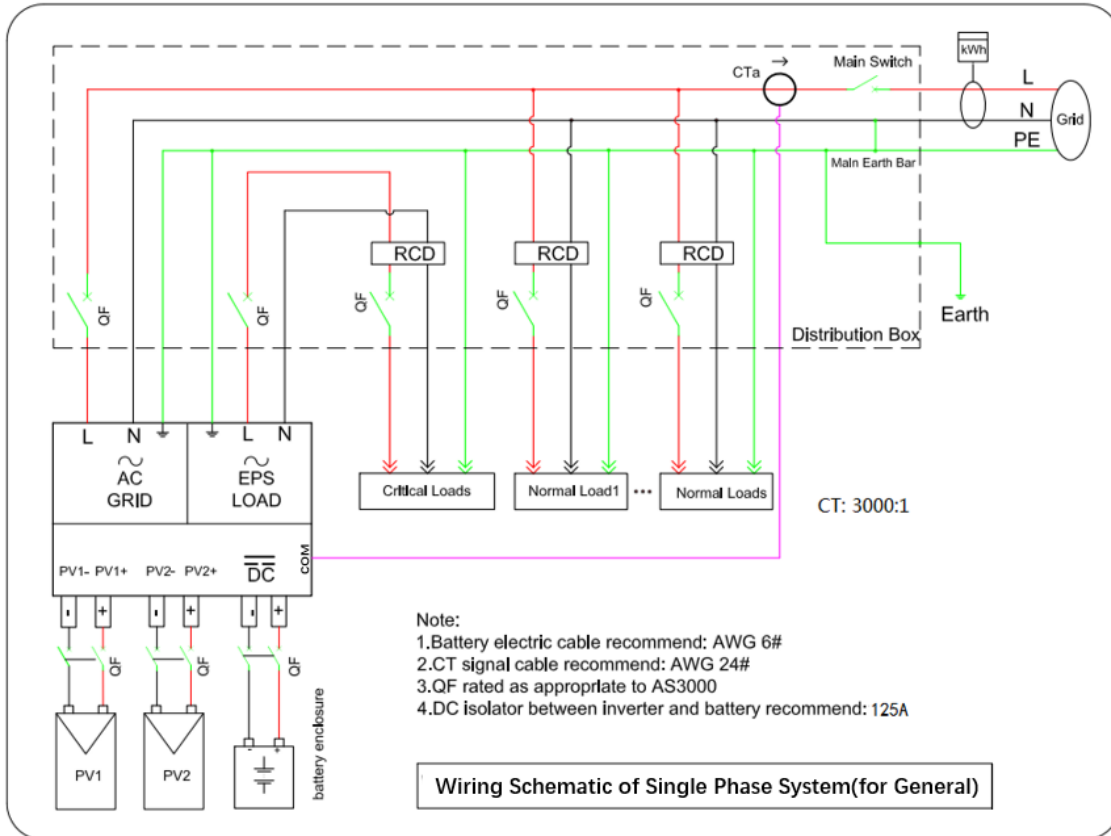 kWh
CTa
→
Main Switch
L
N
PE
Grid
Main Earth Bar
RCD
RCD
RCD
QF
QF
QF
QF
QF
Earth
Distribution Box
L
N
L
N
AC
GRID
EPS
LOAD
Critical Loads
Normal Load1
•••
Normal Loads
CT: 3000:1
COM
PV1-
PV1+
PV2-
PV2+
DC
-
+
-
+
-
+
QF
QF
QF
PV1
PV2
-
+
battery enclosure
Note:
1.Battery electric cable recommend: AWG 6#
2.CT signal cable recommend: AWG 24#
3.QF rated as appropriate to AS3000
4.DC isolator between inverter and battery recommend: 125A
Wiring Schematic of Single Phase System(for General)